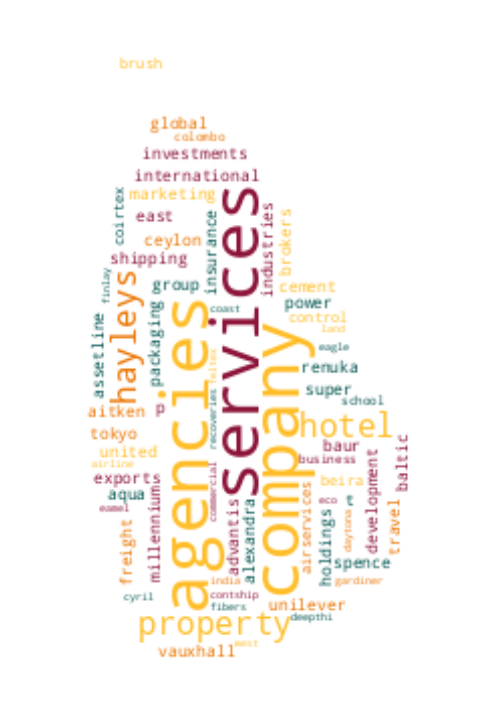 brush
global
colombo
investments
international
marketing
coirtex
east
services
insurance
industries
brokers
ceylon
shipping
finlay
hayleys
group
packaging
agencies
coast
cement
power
control
land
company
assetline
eagle
feltex
renuka
super
school
recoveries
aitken
p
hotel
tokyo
united
airline
baur
business
baltic
exports
commercial
aqua
eamel
millennium
advantis
alexandra
airservices
beira
eco
t
daytona
development
travel
freight
holdings
spence
india
gardiner
cyril
contship
fibers
unilever
deepthi
property
west
vauxhall